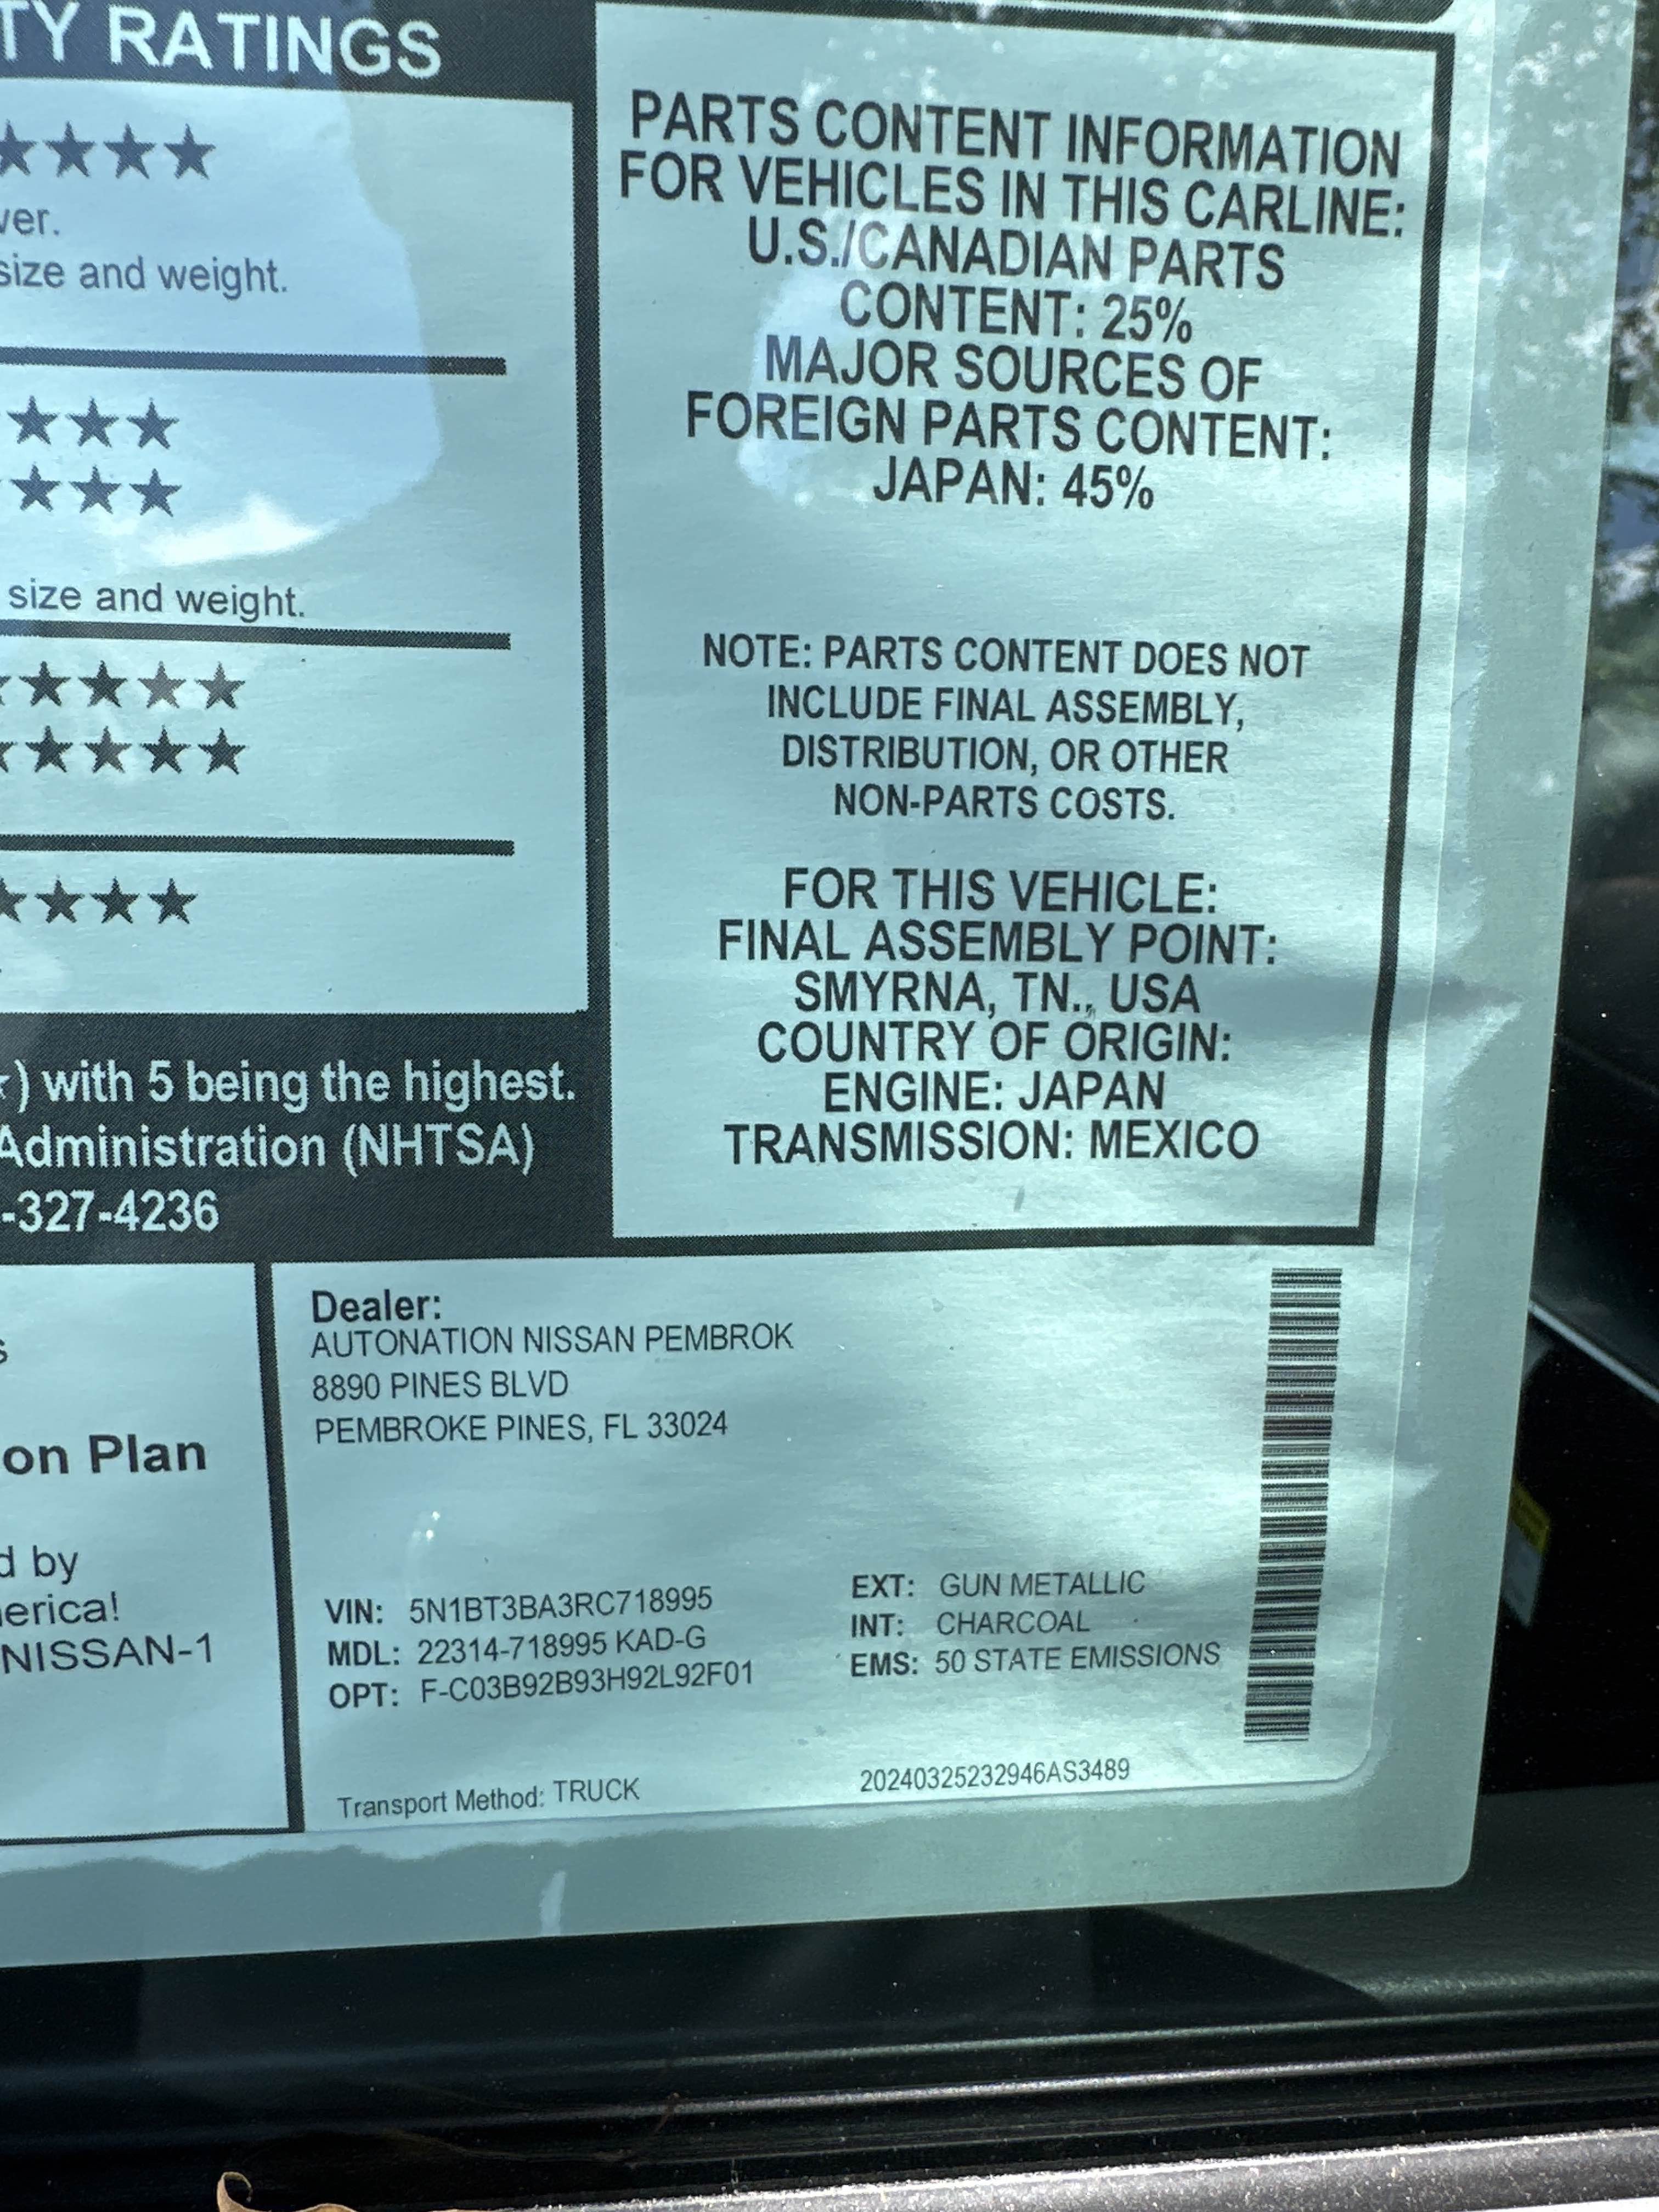 TY RATINGS
★★★★
ver.
size and weight.
★★★
★★★
size and weight.
★★★★
★★★★
★★★★
) with 5 being the highest.
Administration (NHTSA)
-327-4236
PARTS CONTENT INFORMATION
FOR VEHICLES IN THIS CARLINE:
U.S./CANADIAN PARTS
CONTENT: 25%
MAJOR SOURCES OF
FOREIGN PARTS CONTENT:
JAPAN: 45%
NOTE: PARTS CONTENT DOES NOT
INCLUDE FINAL ASSEMBLY,
DISTRIBUTION, OR OTHER
NON-PARTS COSTS.
FOR THIS VEHICLE:
FINAL ASSEMBLY POINT:
SMYRNA, TN., USA
COUNTRY OF ORIGIN:
ENGINE: JAPAN
TRANSMISSION: MEXICO
s
on Plan
d by
erica!
NISSAN-1
Dealer:
AUTONATION NISSAN PEMBROK
8890 PINES BLVD
PEMBROKE PINES, FL 33024
VIN: 5N1BT3BA3RC718995
MDL: 22314-718995 KAD-G
OPT: F-C03B92B93H92L92F01
EXT: GUN METALLIC
INT: CHARCOAL
EMS: 50 STATE EMISSIONS
Transport Method: TRUCK
20240325232946AS3489